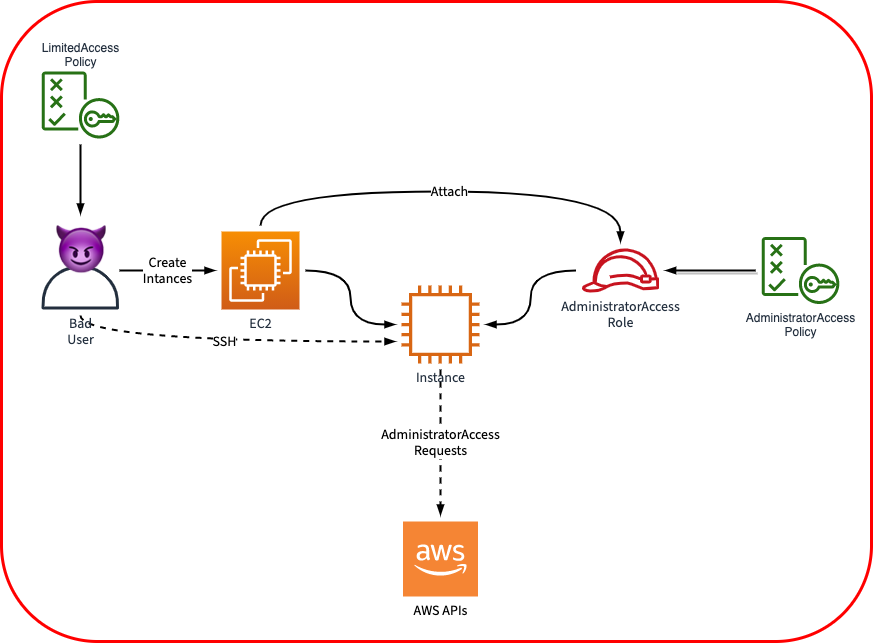 LimitedAccess
Policy
Attach
Create
Intances
Bad
User
SSH
EC2
Instance
AdministratorAccess
Role
AdministratorAccess
Policy
AdministratorAccess
Requests
aws
AWS APIs